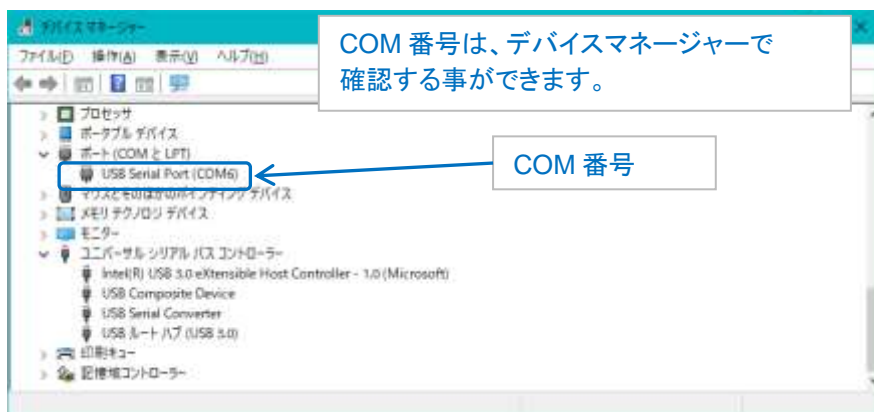 デバイス マネージャー
COM 番号は、デバイスマネージャーで
確認する事ができます。
ファイル(F) 操作(A) 表示(V) ヘルプ(H)
プロセッサ
ポータブル デバイス
ポート (COM と LPT)
USB Serial Port (COM6)
COM 番号
マウスとそのほかのポインティング デバイス
メモリ テクノロジ デバイス
モニター
ユニバーサル シリアル バス コントローラー
Intel(R) USB 3.0 eXtensible Host Controller - 1.0 (Microsoft)
USB Composite Device
USB Serial Converter
USB ルート ハブ (USB 3.0)
印刷キュー
記憶域コントローラー